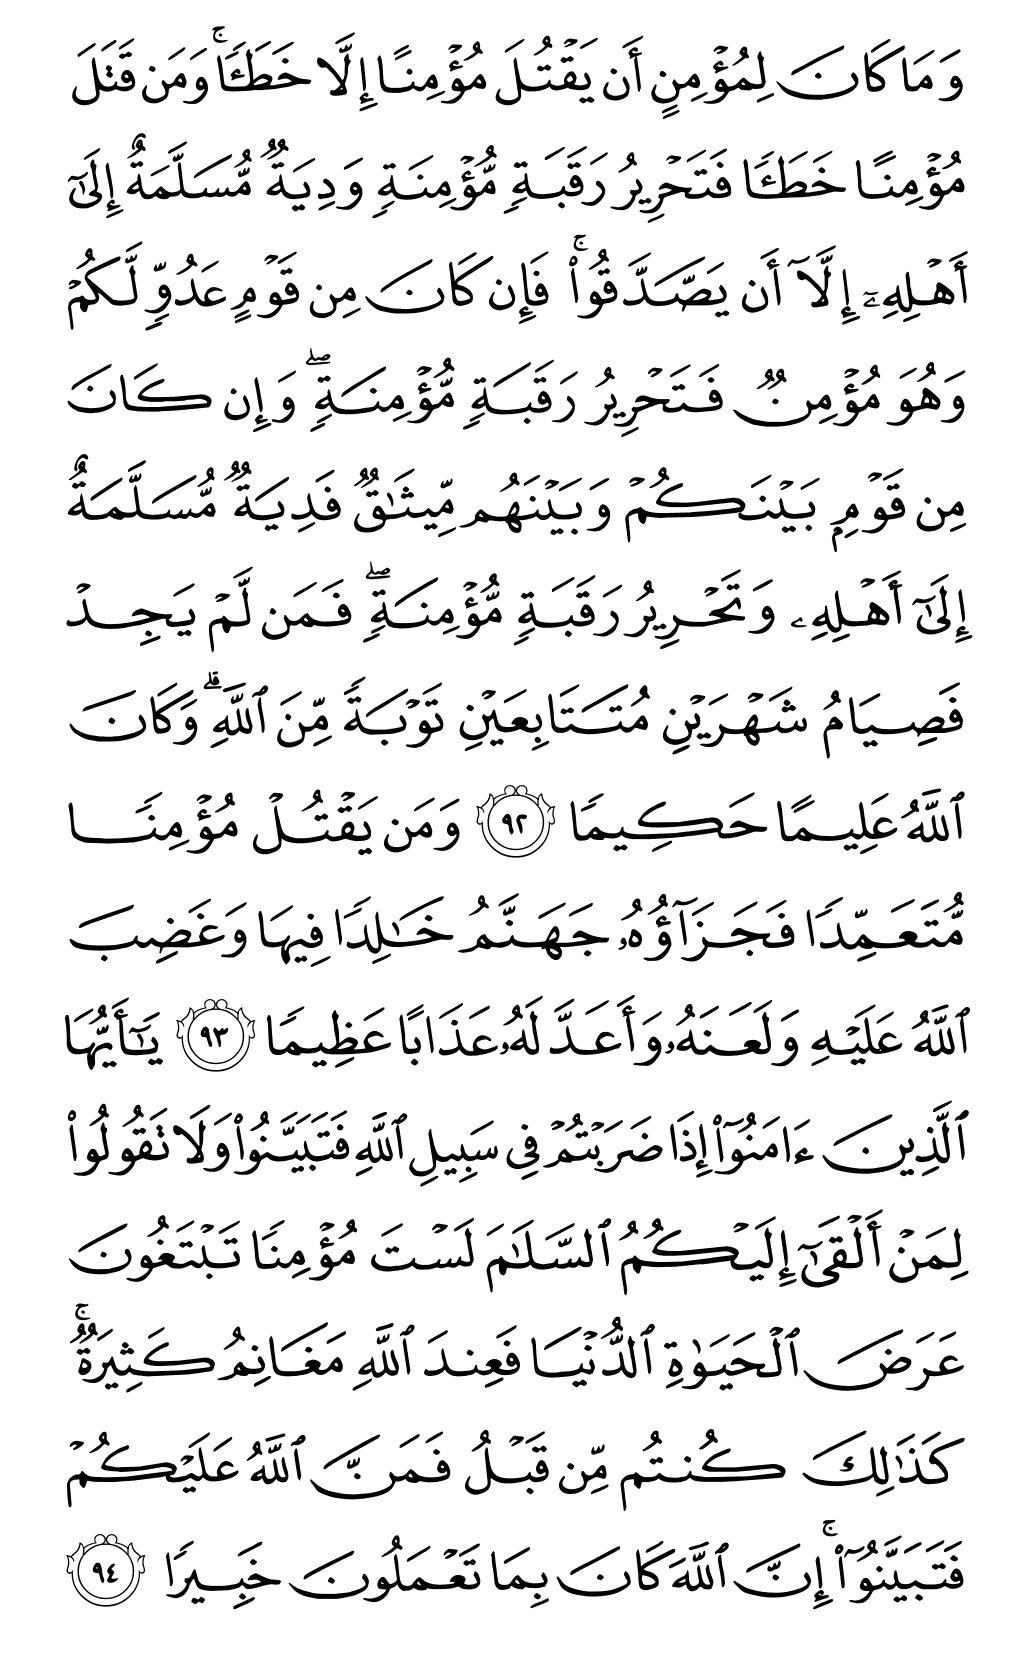 وَمَا كَانَ لِمُؤْمِنٍ أَن يَقْتُلَ مُؤْمِنًا إِلَّا خَطَـًٔا ۚ وَمَن قَتَلَ
مُؤْمِنًا خَطَـًٔا فَتَحْرِيرُ رَقَبَةٍ مُّؤْمِنَةٍ وَدِيَةٌ مُّسَلَّمَةٌ إِلَىٰٓ
أَهْلِهِۦٓ إِلَّآ أَن يَصَّدَّقُوا۟ ۚ فَإِن كَانَ مِن قَوْمٍ عَدُوٍّ لَّكُمْ
وَهُوَ مُؤْمِنٌ فَتَحْرِيرُ رَقَبَةٍ مُّؤْمِنَةٍ ۖ وَإِن كَانَ
مِن قَوْمٍۭ بَيْنَكُمْ وَبَيْنَهُم مِّيثَـٰقٌ فَدِيَةٌ مُّسَلَّمَةٌ
إِلَىٰٓ أَهْلِهِۦ وَتَحْرِيرُ رَقَبَةٍ مُّؤْمِنَةٍ ۖ فَمَن لَّمْ يَجِدْ
فَصِيَامُ شَهْرَيْنِ مُتَتَابِعَيْنِ تَوْبَةً مِّنَ ٱللَّهِ ۗ وَكَانَ
ٱللَّهُ عَلِيمًا حَكِيمًا ٩٢ وَمَن يَقْتُلْ مُؤْمِنًا
مُّتَعَمِّدًا فَجَزَآؤُهُۥ جَهَنَّمُ خَـٰلِدًا فِيهَا وَغَضِبَ
ٱللَّهُ عَلَيْهِ وَلَعَنَهُۥ وَأَعَدَّ لَهُۥ عَذَابًا عَظِيمًا ٩٣ يَـٰٓأَيُّهَا
ٱلَّذِينَ ءَامَنُوٓا۟ إِذَا ضَرَبْتُمْ فِى سَبِيلِ ٱللَّهِ فَتَبَيَّنُوا۟ وَلَا تَقُولُوا۟
لِمَنْ أَلْقَىٰٓ إِلَيْكُمُ ٱلسَّلَـٰمَ لَسْتَ مُؤْمِنًا تَبْتَغُونَ
عَرَضَ ٱلْحَيَوٰةِ ٱلدُّنْيَا فَعِندَ ٱللَّهِ مَغَانِمُ كَثِيرَةٌ ۚ
كَذَٰلِكَ كُنتُم مِّن قَبْلُ فَمَنَّ ٱللَّهُ عَلَيْكُمْ
فَتَبَيَّنُوٓا۟ ۚ إِنَّ ٱللَّهَ كَانَ بِمَا تَعْمَلُونَ خَبِيرًا ٩٤